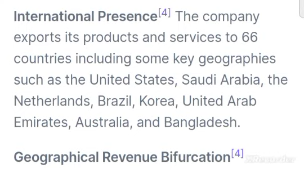 International Presence[4] The company
exports its products and services to 66
countries including some key geographies
such as the United States, Saudi Arabia, the
Netherlands, Brazil, Korea, United Arab
Emirates, Australia, and Bangladesh.
Geographical Revenue Bifurcation[4]